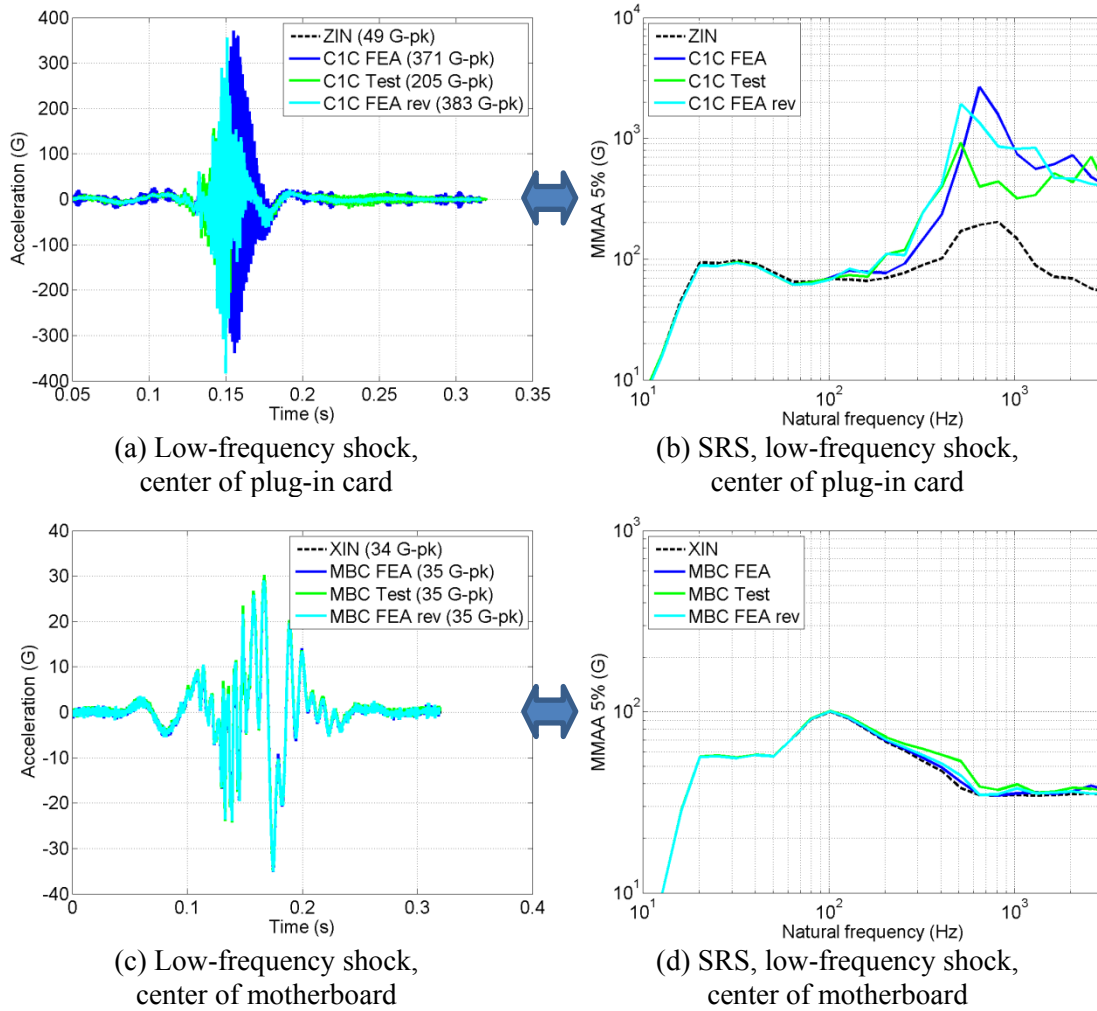 400
300
200
100
0
-100
-200
-300
-400
0.05
0.1
0.15
0.2
0.25
0.3
0.35
Acceleration (G)
Time (s)
ZIN (49 G-pk)
C1C FEA (371 G-pk)
C1C Test (205 G-pk)
C1C FEA rev (383 G-pk)
(a) Low-frequency shock,
center of plug-in card
10^4
10^3
10^2
10^1
10^1
10^2
10^3
MMAA 5% (G)
Natural frequency (Hz)
ZIN
C1C FEA
C1C Test
C1C FEA rev
(b) SRS, low-frequency shock,
center of plug-in card
40
30
20
10
0
-10
-20
-30
-40
0
0.1
0.2
0.3
0.4
Acceleration (G)
Time (s)
XIN (34 G-pk)
MBC FEA (35 G-pk)
MBC Test (35 G-pk)
MBC FEA rev (35 G-pk)
(c) Low-frequency shock,
center of motherboard
10^3
10^2
10^1
10^1
10^2
10^3
MMAA 5% (G)
Natural frequency (Hz)
XIN
MBC FEA
MBC Test
MBC FEA rev
(d) SRS, low-frequency shock,
center of motherboard